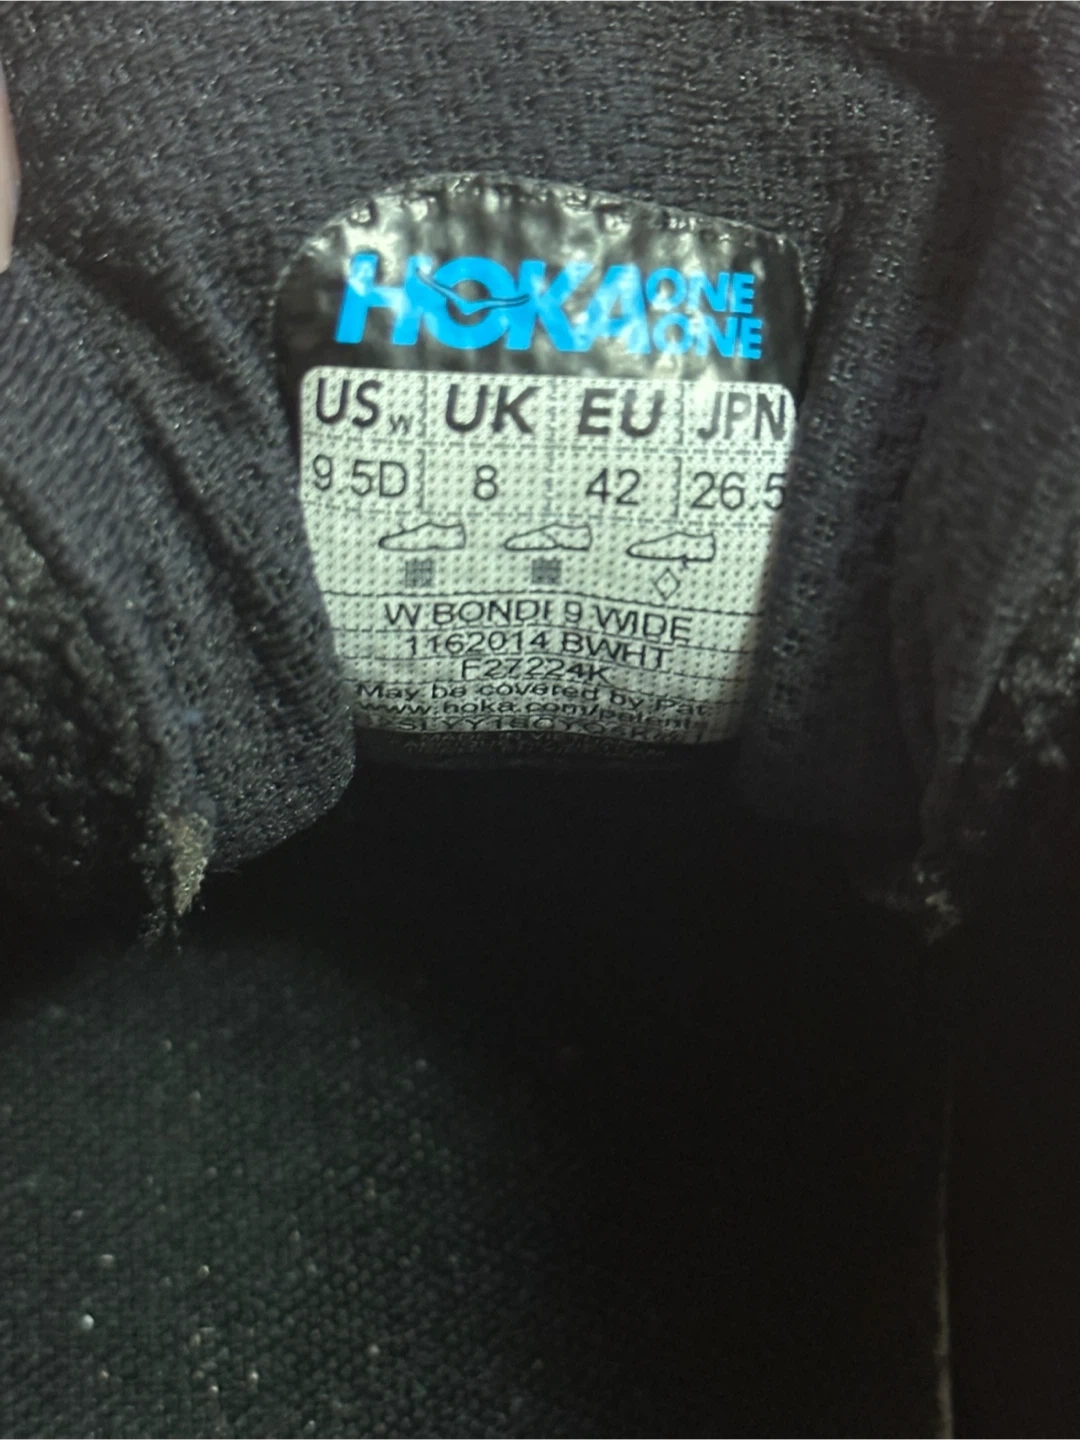 HOKA ONE ONE
US W UK EU JPN
9.5D 8 42 26.5
W BONDI 9 WIDE
1162014 BWHT
F27224K
May be covered by Pat.
www.hoka.com/patents